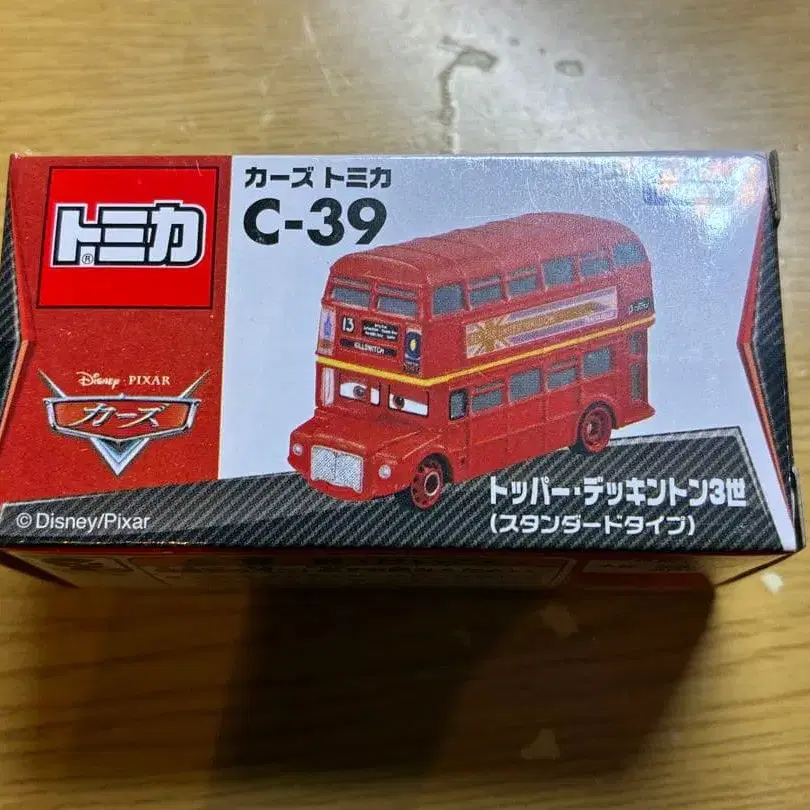 トミカ®
カーズ トミカ
C-39
Disney・PIXAR
カーズ
13
KILLSWITCH
トッパー・デッキントン3世
(スタンダードタイプ)
©Disney/Pixar